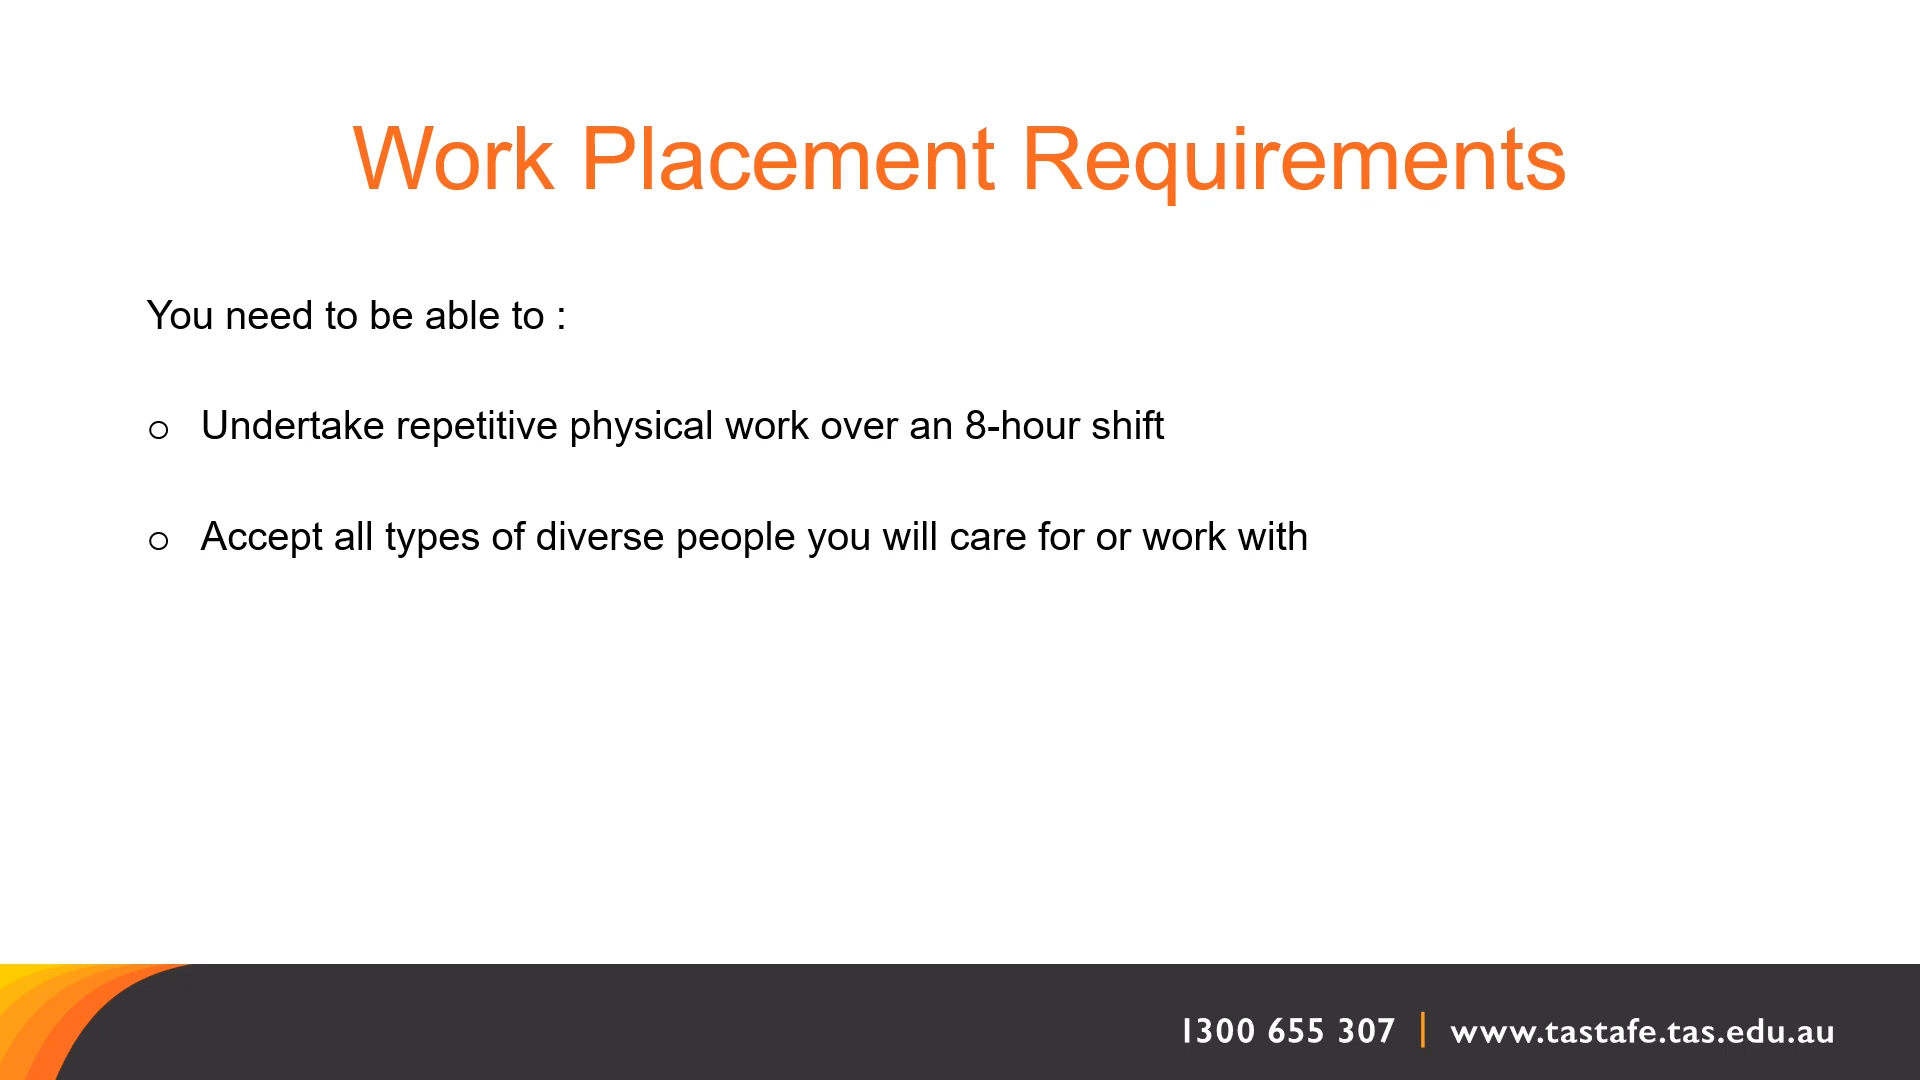 Work Placement Requirements
You need to be able to :
o Undertake repetitive physical work over an 8-hour shift
o Accept all types of diverse people you will care for or work with
1300 655 307 | www.tastafe.tas.edu.au